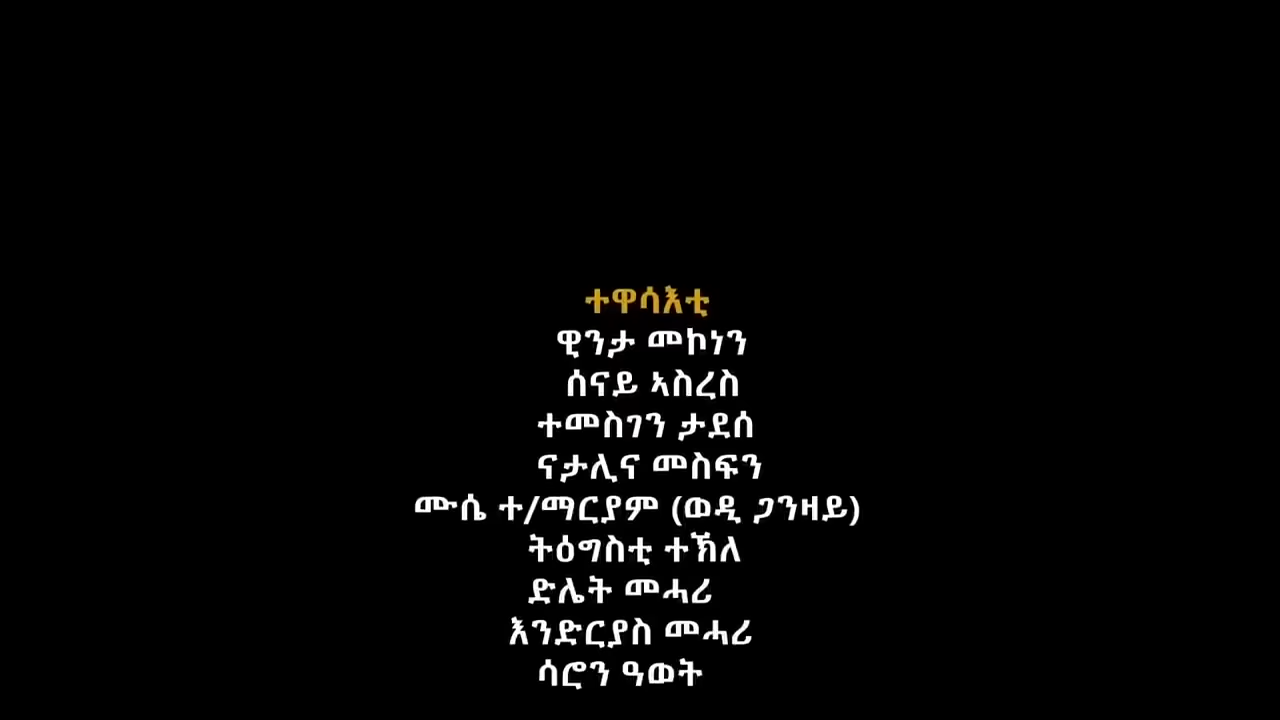 ተዋሳእቲ
ዊንታ መኮነን
ሰናይ ኣስረስ
ተመስገን ታደሰ
ናታሊና መስፍን
ሙሴ ተ/ማርያም (ወዲ ጋንዛይ)
ትዕግስቲ ተኽለ
ድሌት መሓሪ
እንድርያስ መሓሪ
ሳሮን ዓወት